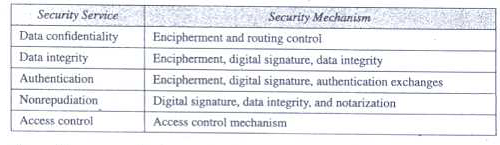 Security Service Security Mechanism
Data confidentiality Encipherment and routing control
Data integrity Encipherment, digital signature, data integrity
Authentication Encipherment, digital signature, authentication exchanges
Nonrepudiation Digital signature, data integrity, and notarization
Access control Access control mechanism